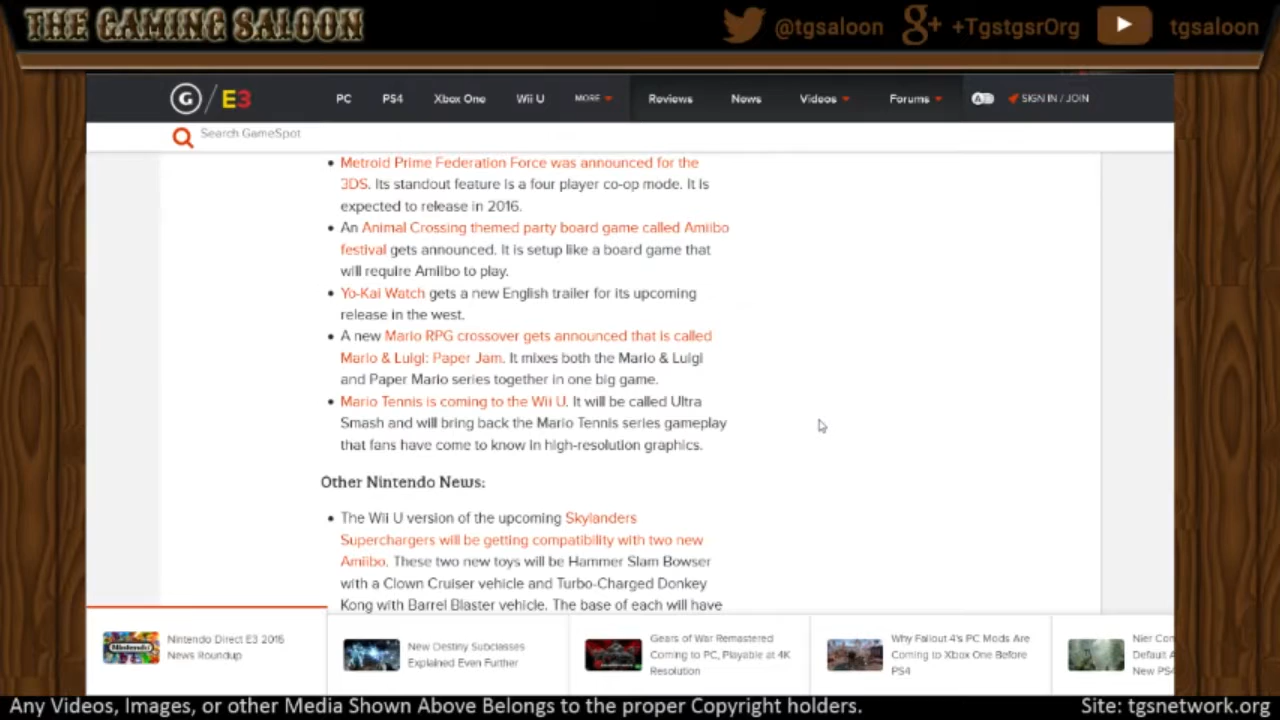 THE GAMING SALOON
@tgsaloon
+TgstgsrOrg
tgsaloon
G / E3
PC
PS4
Xbox One
Wii U
MORE
Reviews
News
Videos
Forums
SIGN IN / JOIN
Search GameSpot
• Metroid Prime Federation Force was announced for the
3DS. Its standout feature is a four player co-op mode. It is
expected to release in 2016.
• An Animal Crossing themed party board game called Amiibo
festival gets announced. It is setup like a board game that
will require Amiibo to play.
• Yo-Kai Watch gets a new English trailer for its upcoming
release in the west.
• A new Mario RPG crossover gets announced that is called
Mario & Luigi: Paper Jam. It mixes both the Mario & Luigi
and Paper Mario series together in one big game.
• Mario Tennis is coming to the Wii U. It will be called Ultra
Smash and will bring back the Mario Tennis series gameplay
that fans have come to know in high-resolution graphics.
Other Nintendo News:
• The Wii U version of the upcoming Skylanders
Superchargers will be getting compatibility with two new
Amiibo. These two new toys will be Hammer Slam Bowser
with a Clown Cruiser vehicle and Turbo-Charged Donkey
Kong with Barrel Blaster vehicle. The base of each will have
Nintendo
Nintendo Direct E3 2015
News Roundup
New Destiny Subclasses
Explained Even Further
Gears of War Remastered
Coming to PC, Playable at 4K
Resolution
Why Fallout 4's PC Mods Are
Coming to Xbox One Before
PS4
Nier Con
Default A
New PS4
Any Videos, Images, or other Media Shown Above Belongs to the proper Copyright holders.
Site: tgsnetwork.org